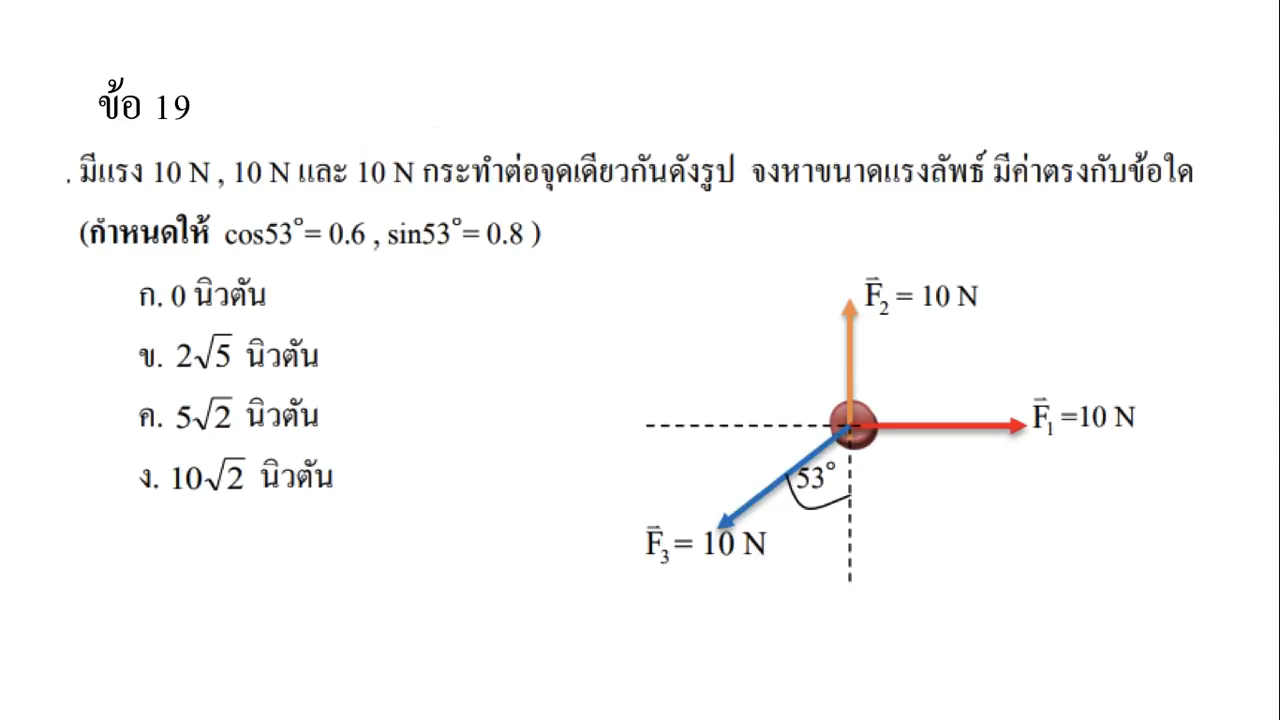 ข้อ 19
. มีแรง 10 N , 10 N และ 10 N กระทำต่อจุดเดียวกันดังรูป จงหาขนาดแรงลัพธ์ มีค่าตรงกับข้อใด
(กำหนดให้ cos53°= 0.6 , sin53°= 0.8 )
ก. 0 นิวตัน
ข. 2√5 นิวตัน
ค. 5√2 นิวตัน
ง. 10√2 นิวตัน
F⃗₂ = 10 N
F⃗₁ =10 N
53°
F⃗₃ = 10 N